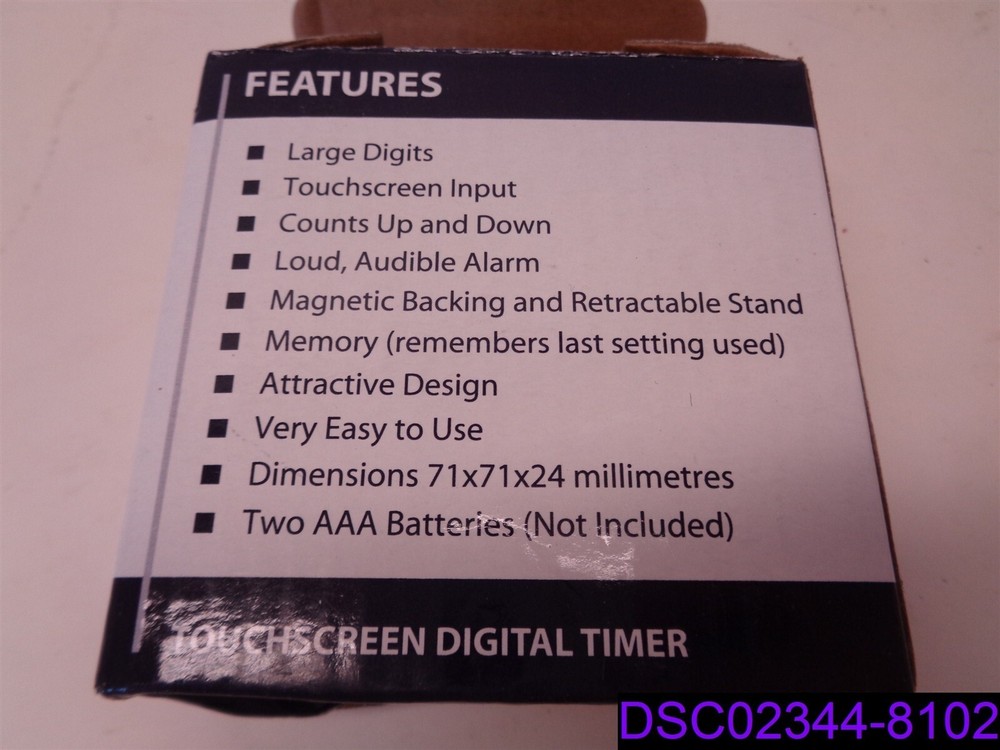 FEATURES
■ Large Digits
■ Touchscreen Input
■ Counts Up and Down
■ Loud, Audible Alarm
■ Magnetic Backing and Retractable Stand
■ Memory (remembers last setting used)
■ Attractive Design
■ Very Easy to Use
■ Dimensions 71x71x24 millimetres
■ Two AAA Batteries (Not Included)
TOUCHSCREEN DIGITAL TIMER
DSC02344-8102